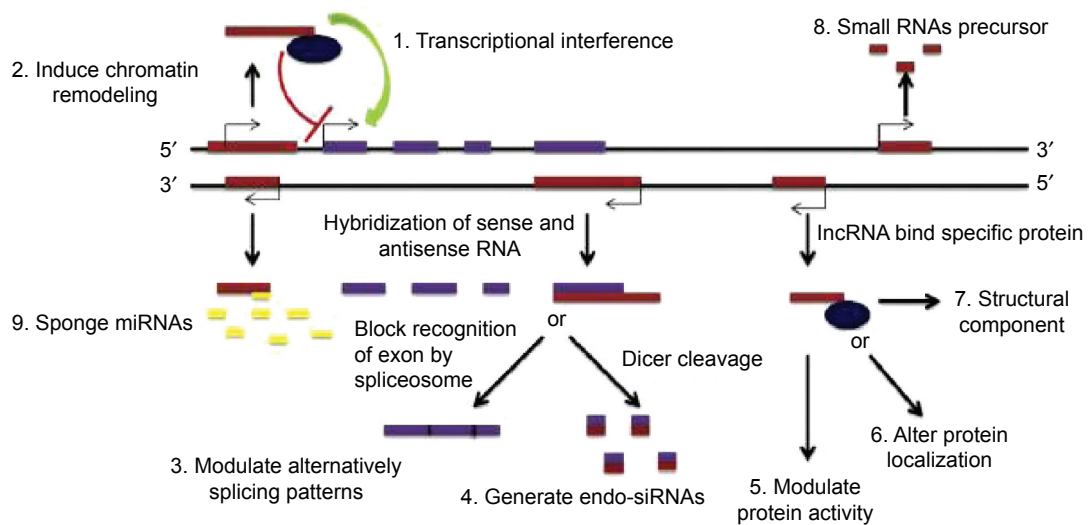 8. Small RNAs precursor
1. Transcriptional interference
2. Induce chromatin
remodeling
5′
3′
3′
5′
Hybridization of sense and
antisense RNA
lncRNA bind specific protein
7. Structural
component
9. Sponge miRNAs
or
or
Block recognition
of exon by
spliceosome
Dicer cleavage
6. Alter protein
localization
3. Modulate alternatively
splicing patterns
4. Generate endo-siRNAs
5. Modulate
protein activity